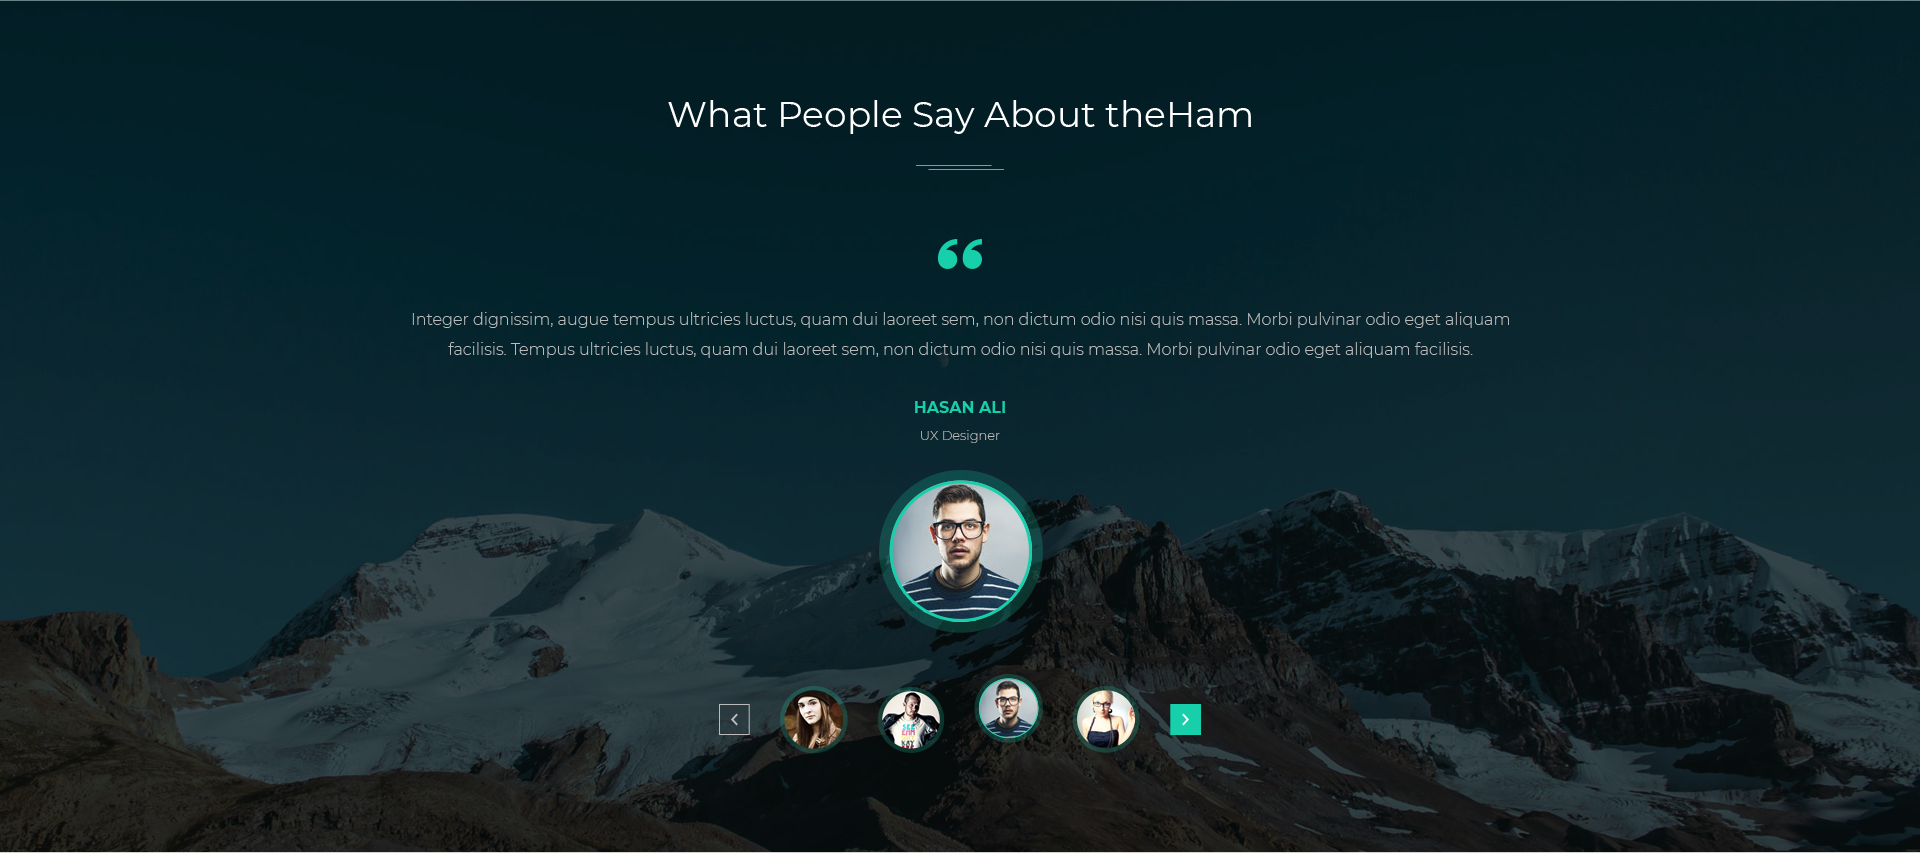 What People Say About theHam
“
Integer dignissim, augue tempus ultricies luctus, quam dui laoreet sem, non dictum odio nisi quis massa. Morbi pulvinar odio eget aliquam
facilisis. Tempus ultricies luctus, quam dui laoreet sem, non dictum odio nisi quis massa. Morbi pulvinar odio eget aliquam facilisis.
HASAN ALI
UX Designer